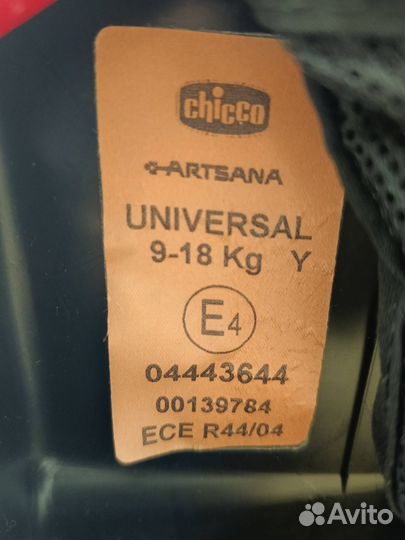 chicco
ARTSANA
UNIVERSAL
9-18 Kg Y
E4
04443644
00139784
ECE R44/04
Avito